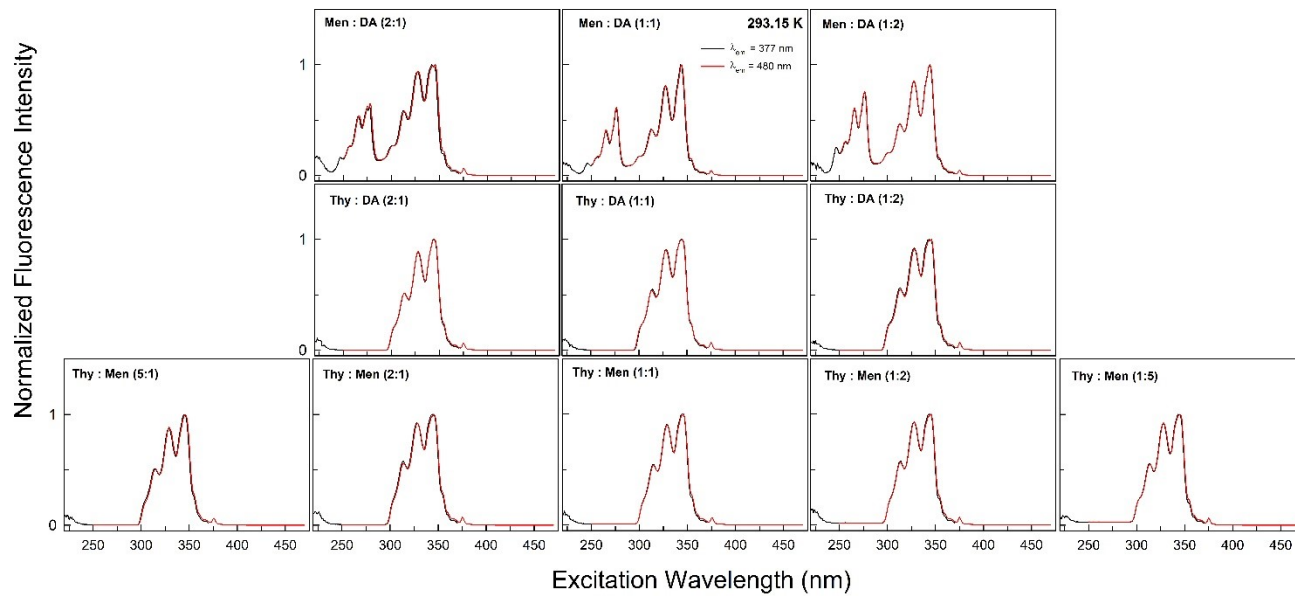 Normalized Fluorescence Intensity
Men : DA (2:1)
Men : DA (1:1)
293.15 K
λem = 377 nm
λem = 480 nm
Men : DA (1:2)
1
0
Thy : DA (2:1)
Thy : DA (1:1)
Thy : DA (1:2)
1
0
Thy : Men (5:1)
Thy : Men (2:1)
Thy : Men (1:1)
Thy : Men (1:2)
Thy : Men (1:5)
1
0
250 300 350 400 450 250 300 350 400 450 250 300 350 400 450 250 300 350 400 450 250 300 350 400 450
Excitation Wavelength (nm)